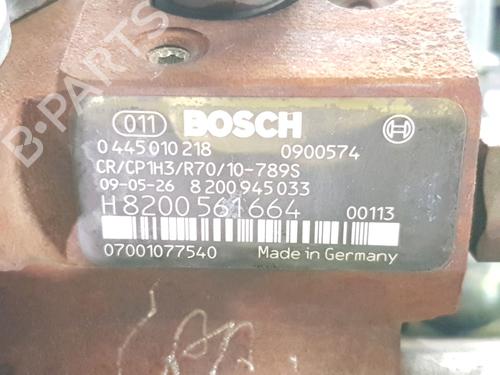 011 BOSCH
0 445 010 218 0900574
CR/CP1H3/R70/10-789S
09-05-26 8 200 945 033
H 8200 561 664 00113
07001077540 Made in Germany
B-PARTS